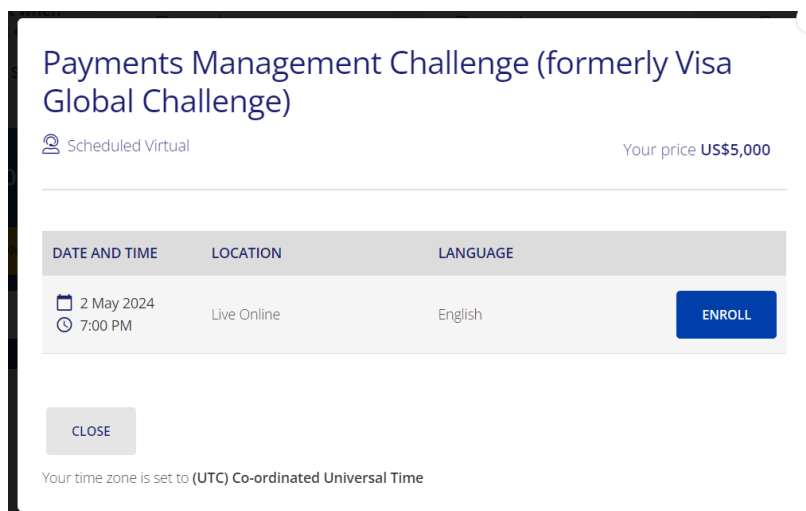 Payments Management Challenge (formerly Visa
Global Challenge)
Scheduled Virtual
Your price US$5,000
DATE AND TIME LOCATION LANGUAGE
2 May 2024
7:00 PM
Live Online
English
ENROLL
CLOSE
Your time zone is set to (UTC) Co-ordinated Universal Time